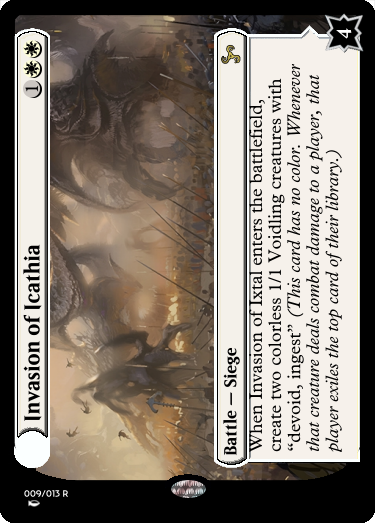 Invasion of Icathia
1
Battle — Siege
When Invasion of Ixtal enters the battlefield,
create two colorless 1/1 Voidling creatures with
“devoid, ingest” (This card has no color. Whenever
that creature deals combat damage to a player, that
player exiles the top card of their library.)
4
009/013 R